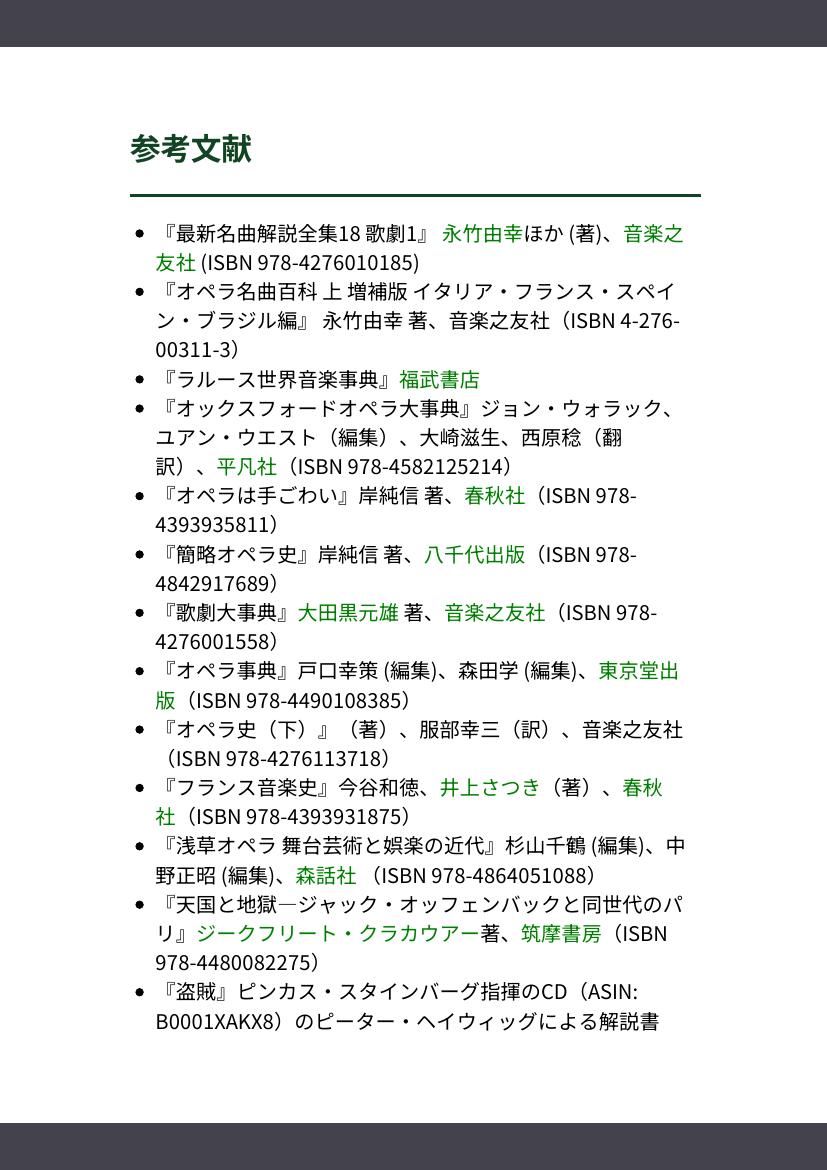 参考文献
• 『最新名曲解説全集18 歌劇1』 永竹由幸ほか (著)、音楽之
友社 (ISBN 978-4276010185)
• 『オペラ名曲百科 上 増補版 イタリア・フランス・スペイ
ン・ブラジル編』 永竹由幸 著、音楽之友社（ISBN 4-276-
00311-3）
• 『ラルース世界音楽事典』福武書店
• 『オックスフォードオペラ大事典』ジョン・ウォラック、
ユアン・ウエスト（編集）、大崎滋生、西原稔（翻
訳）、平凡社（ISBN 978-4582125214）
• 『オペラは手ごわい』岸純信 著、春秋社（ISBN 978-
4393935811）
• 『簡略オペラ史』岸純信 著、八千代出版（ISBN 978-
4842917689）
• 『歌劇大事典』大田黒元雄 著、音楽之友社（ISBN 978-
4276001558）
• 『オペラ事典』戸口幸策 (編集)、森田学 (編集)、東京堂出
版（ISBN 978-4490108385）
• 『オペラ史（下）』（著）、服部幸三（訳）、音楽之友社
（ISBN 978-4276113718）
• 『フランス音楽史』今谷和徳、井上さつき（著）、春秋
社（ISBN 978-4393931875）
• 『浅草オペラ 舞台芸術と娯楽の近代』杉山千鶴 (編集)、中
野正昭 (編集)、森話社 （ISBN 978-4864051088）
• 『天国と地獄―ジャック・オッフェンバックと同世代のパ
リ』ジークフリート・クラカウアー著、筑摩書房（ISBN
978-4480082275）
• 『盗賊』ピンカス・スタインバーグ指揮のCD（ASIN:
B0001XAKX8）のピーター・ヘイウィッグによる解説書